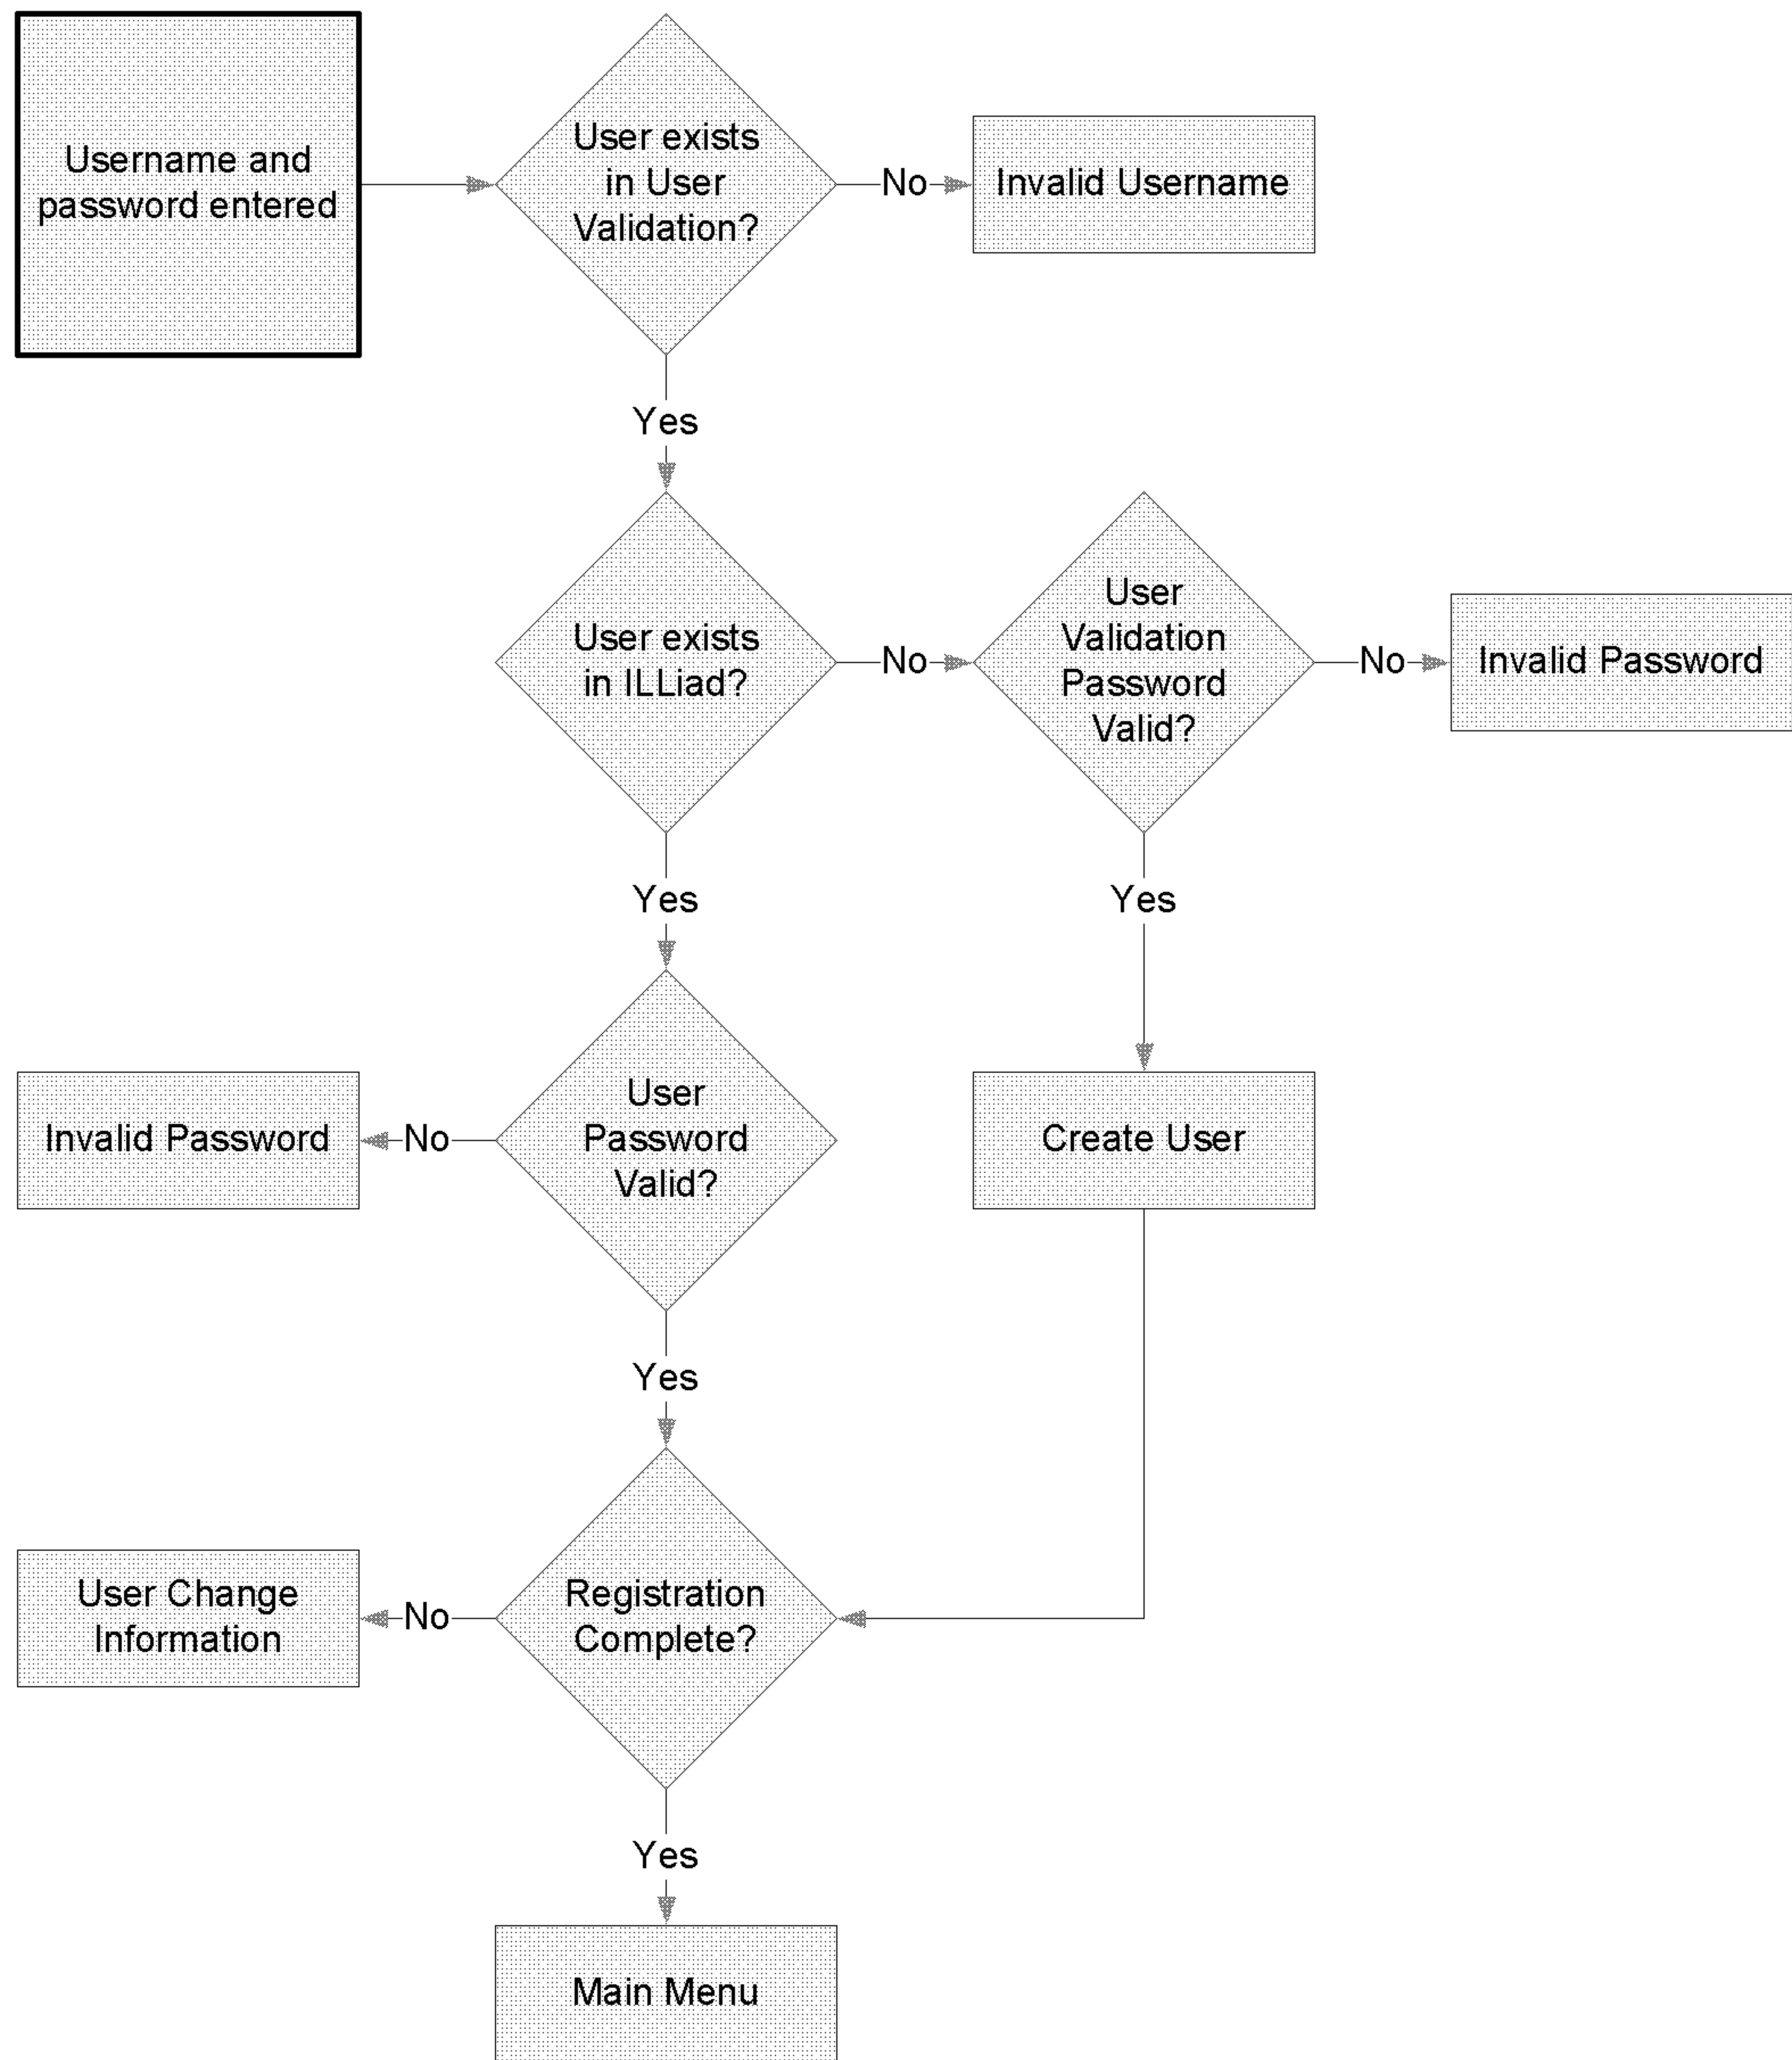 Username and
password entered
User exists
in User
Validation?
No
Invalid Username
Yes
User exists
in ILLiad?
No
User
Validation
Password
Valid?
No
Invalid Password
Yes
Yes
Invalid Password
No
User
Password
Valid?
Create User
Yes
User Change
Information
No
Registration
Complete?
Yes
Main Menu